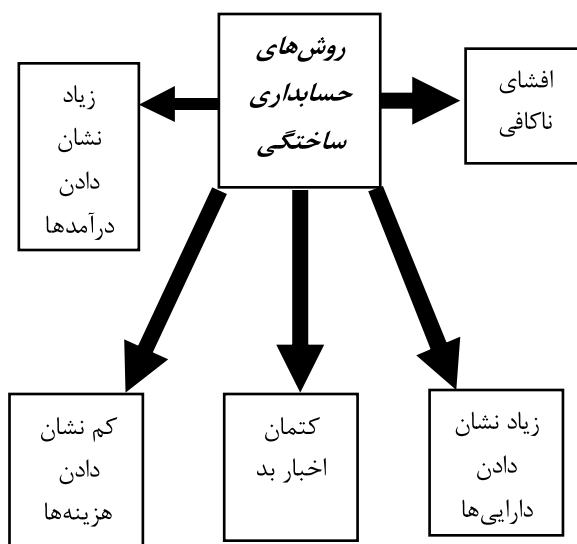 روش‌های
حسابداری
ساختگی
افشای
ناکافی
زیاد
نشان
دادن
درآمدها
زیاد نشان
دادن
دارایی‌ها
کتمان
اخبار بد
کم نشان
دادن
هزینه‌ها